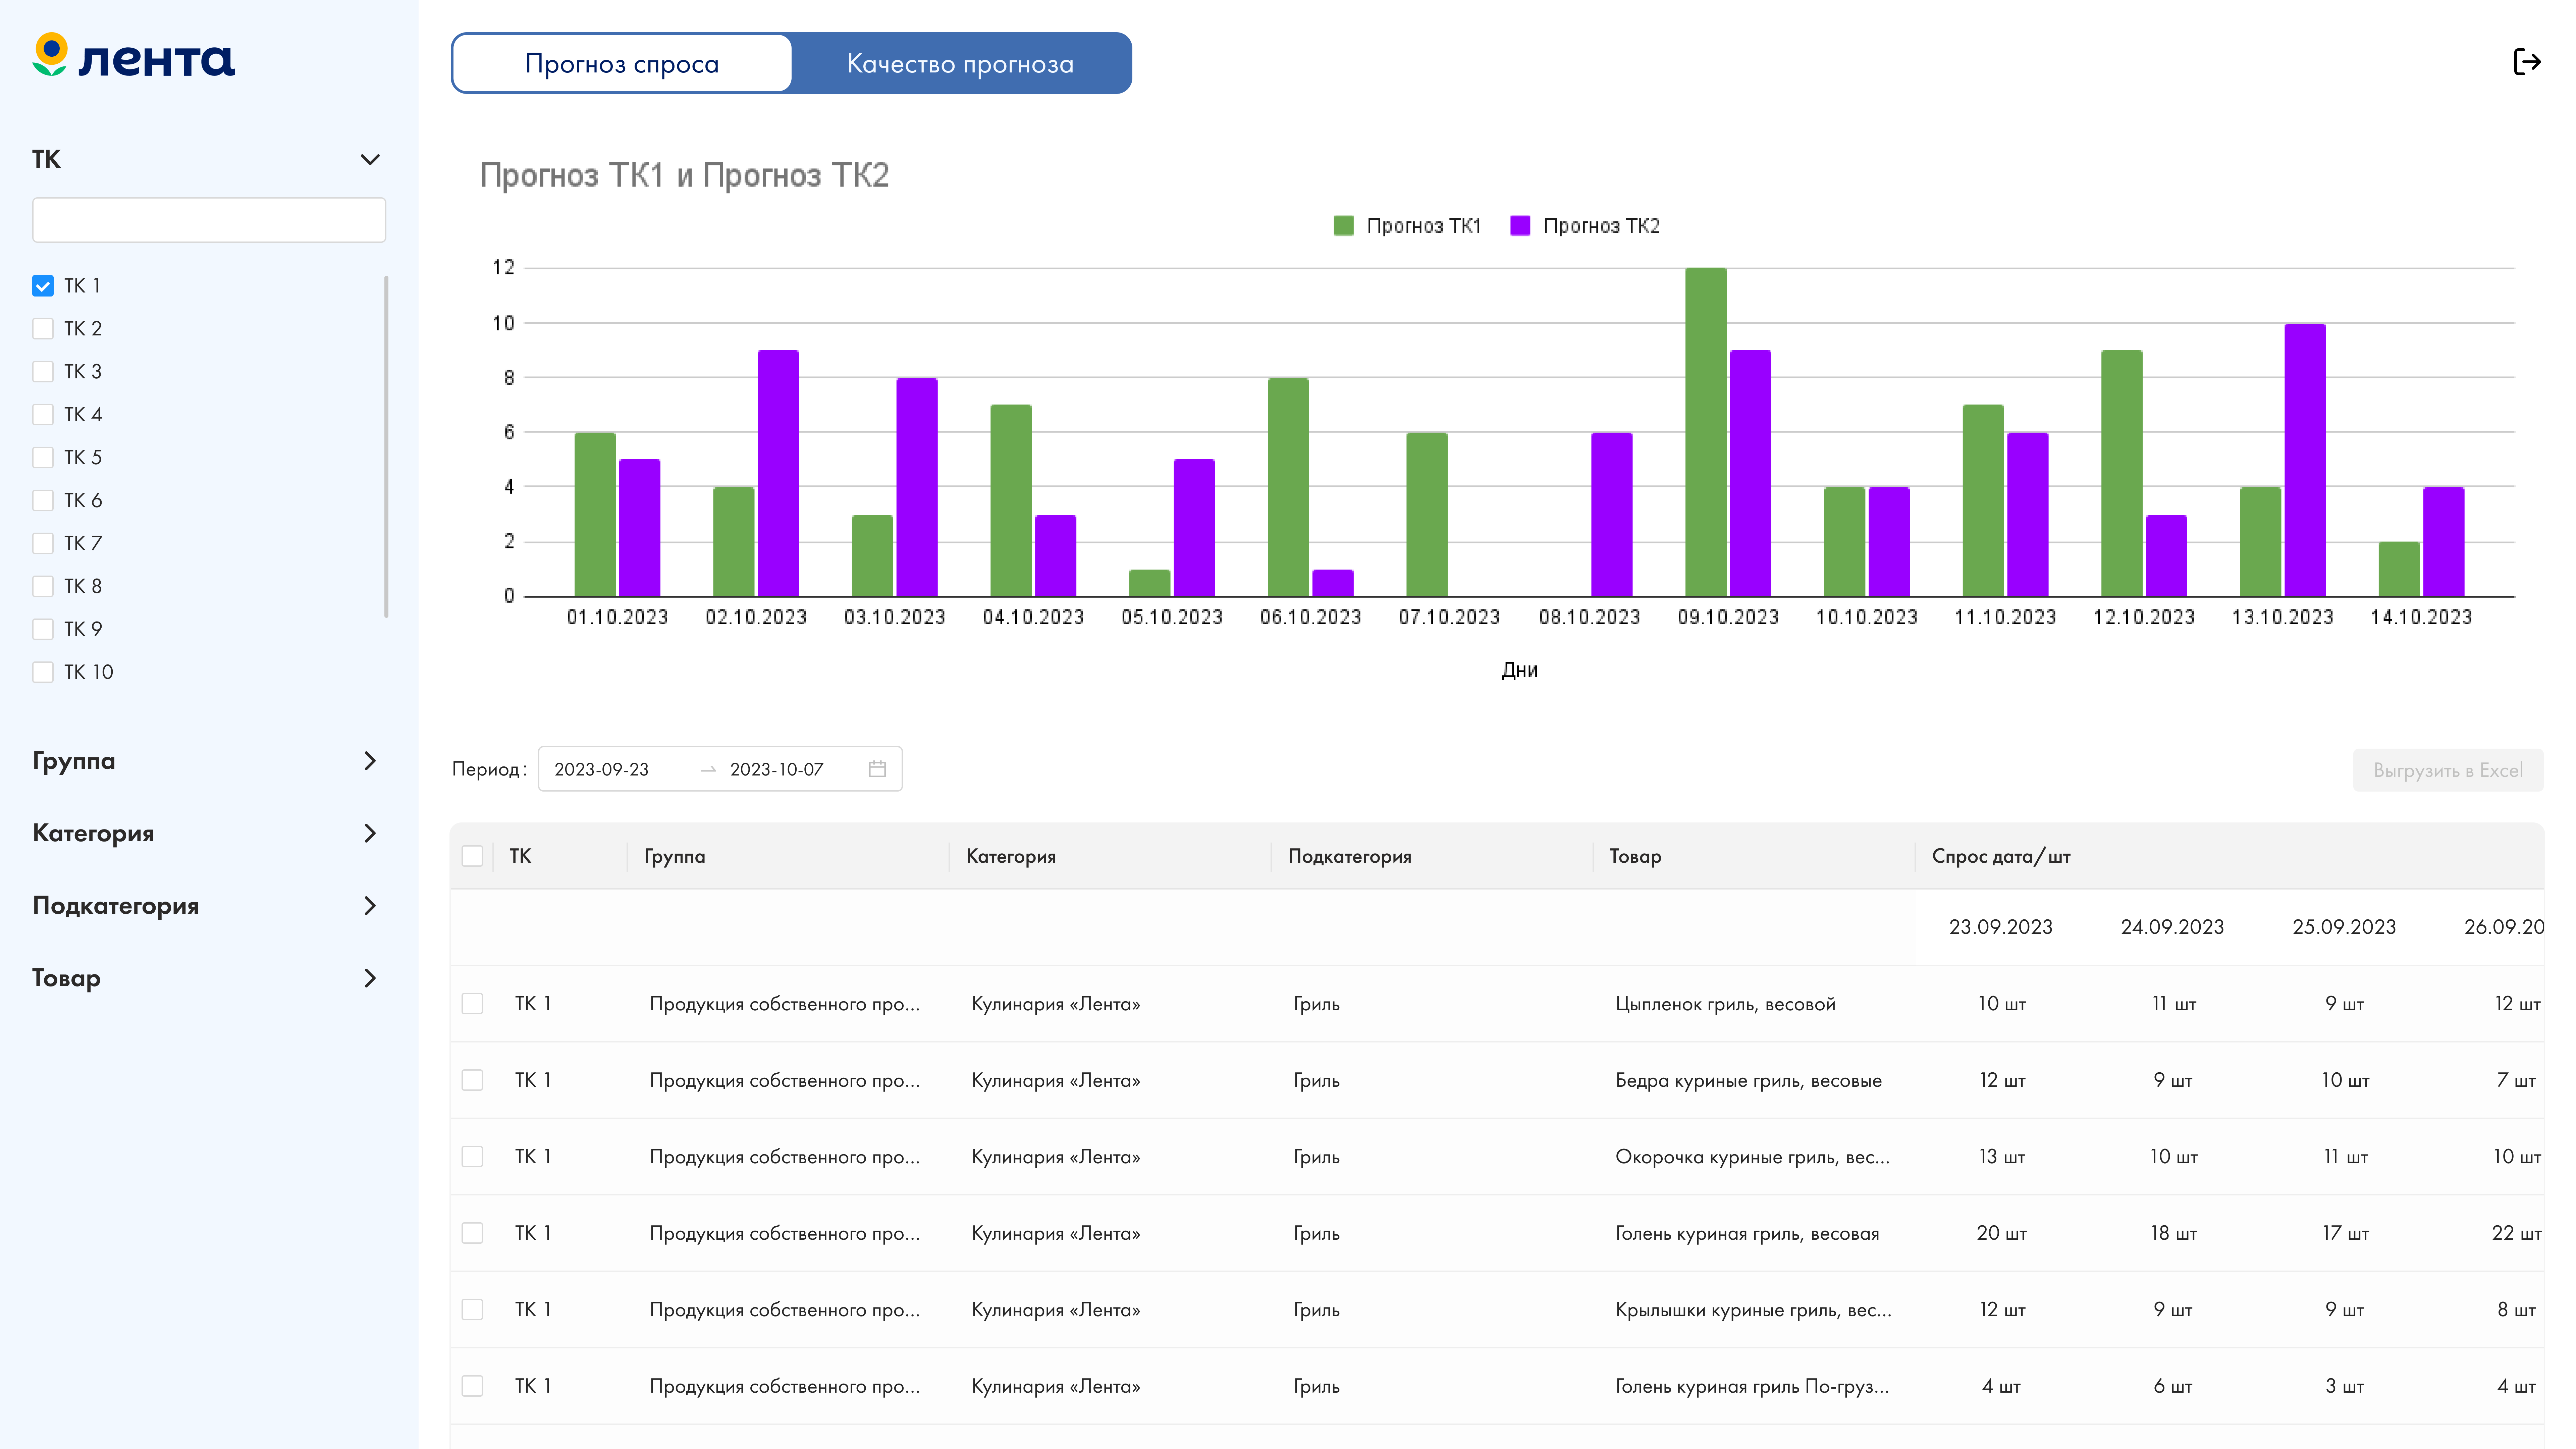 лента
Прогноз спроса
Качество прогноза
ТК
ТК 1
ТК 2
ТК 3
ТК 4
ТК 5
ТК 6
ТК 7
ТК 8
ТК 9
ТК 10
Группа
Категория
Подкатегория
Товар
Прогноз ТК1 и Прогноз ТК2
Прогноз ТК1 Прогноз ТК2
12
10
8
6
4
2
0
01.10.2023 02.10.2023 03.10.2023 04.10.2023 05.10.2023 06.10.2023 07.10.2023 08.10.2023 09.10.2023 10.10.2023 11.10.2023 12.10.2023 13.10.2023 14.10.2023
Дни
Период: 2023-09-23 → 2023-10-07 Выгрузить в Excel
ТК Группа Категория Подкатегория Товар Спрос дата/шт
23.09.2023 24.09.2023 25.09.2023 26.09.20
ТК 1 Продукция собственного про... Кулинария «Лента» Гриль Цыпленок гриль, весовой 10 шт 11 шт 9 шт 12 шт
ТК 1 Продукция собственного про... Кулинария «Лента» Гриль Бедра куриные гриль, весовые 12 шт 9 шт 10 шт 7 шт
ТК 1 Продукция собственного про... Кулинария «Лента» Гриль Окорочка куриные гриль, вес... 13 шт 10 шт 11 шт 10 шт
ТК 1 Продукция собственного про... Кулинария «Лента» Гриль Голень куриная гриль, весовая 20 шт 18 шт 17 шт 22 шт
ТК 1 Продукция собственного про... Кулинария «Лента» Гриль Крылышки куриные гриль, вес... 12 шт 9 шт 9 шт 8 шт
ТК 1 Продукция собственного про... Кулинария «Лента» Гриль Голень куриная гриль По-груз... 4 шт 6 шт 3 шт 4 шт